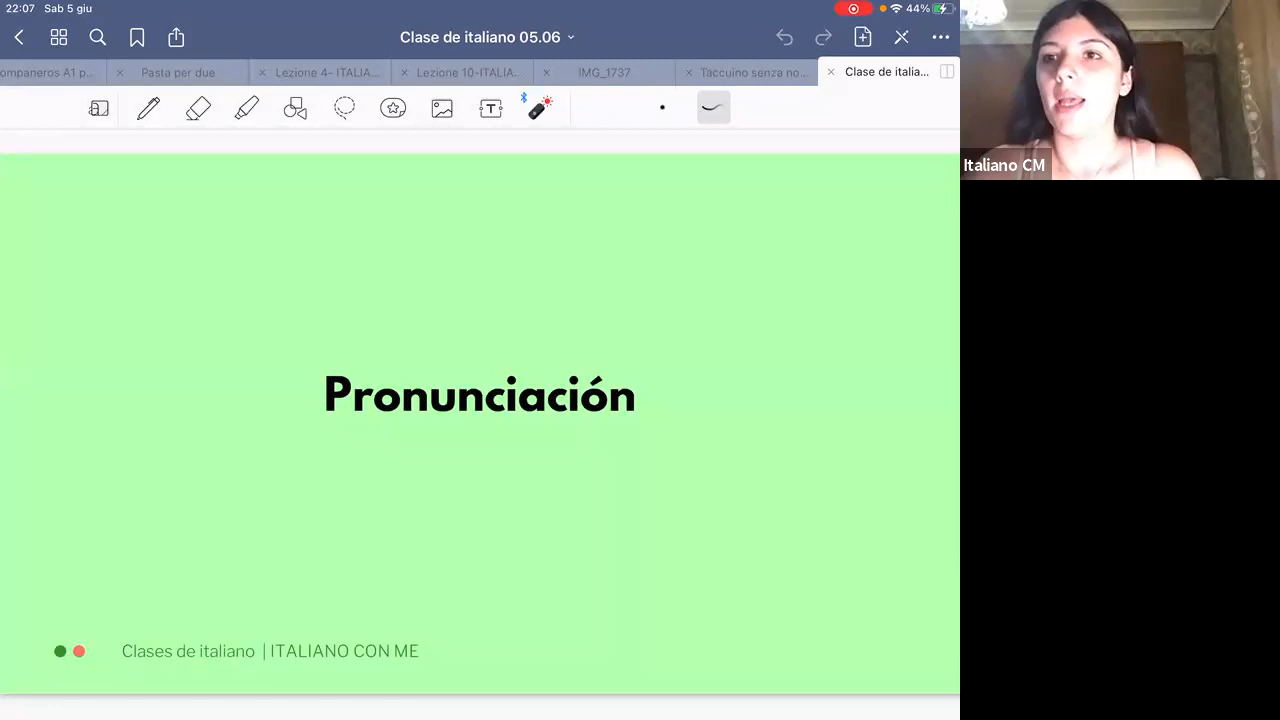 22:07 Sab 5 giu
44%
Clase de italiano 05.06
ompaneros A1 p...
Pasta per due
Lezione 4- ITALIA...
Lezione 10-ITALIA...
IMG_1737
Taccuino senza no...
Clase de italia...
T
Italiano CM
Pronunciación
Clases de italiano | ITALIANO CON ME